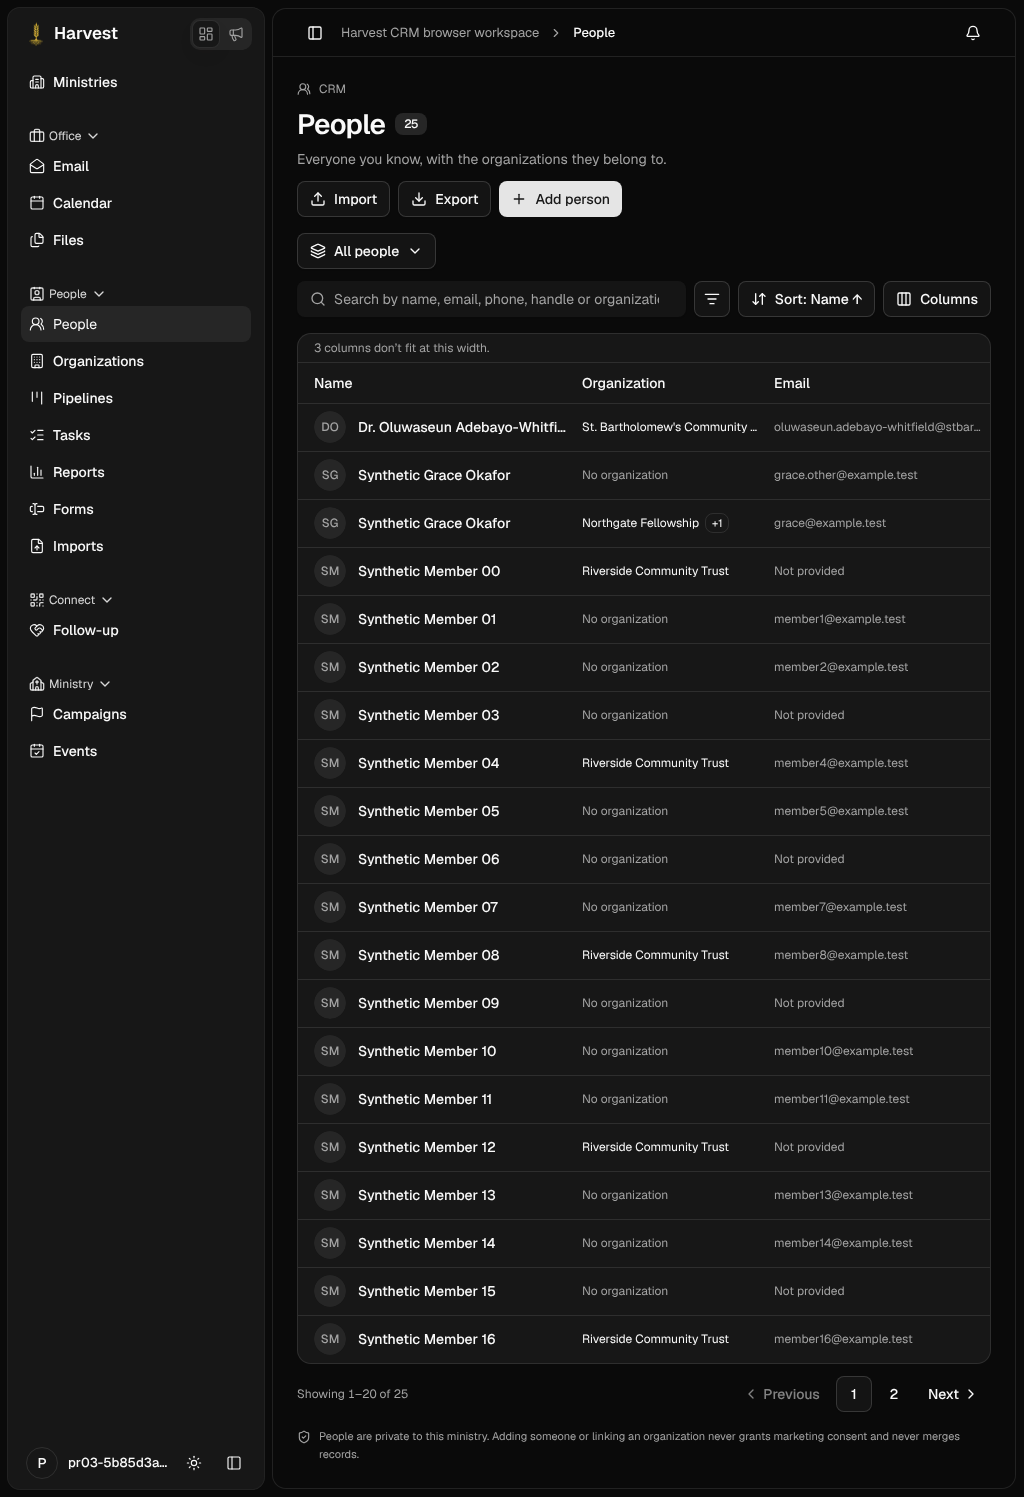 Harvest
Ministries
Office
Email
Calendar
Files
People
People
Organizations
Pipelines
Tasks
Reports
Forms
Imports
Connect
Follow-up
Ministry
Campaigns
Events
P pr03-5b85d3a...
Harvest CRM browser workspace > People
CRM
People 25
Everyone you know, with the organizations they belong to.
Import Export + Add person
All people
Search by name, email, phone, handle or organizati Sort: Name ↑ Columns
3 columns don't fit at this width.
Name Organization Email
DO Dr. Oluwaseun Adebayo-Whitfi... St. Bartholomew's Community ... oluwaseun.adebayo-whitfield@stbar...
SG Synthetic Grace Okafor No organization grace.other@example.test
SG Synthetic Grace Okafor Northgate Fellowship +1 grace@example.test
SM Synthetic Member 00 Riverside Community Trust Not provided
SM Synthetic Member 01 No organization member1@example.test
SM Synthetic Member 02 No organization member2@example.test
SM Synthetic Member 03 No organization Not provided
SM Synthetic Member 04 Riverside Community Trust member4@example.test
SM Synthetic Member 05 No organization member5@example.test
SM Synthetic Member 06 No organization Not provided
SM Synthetic Member 07 No organization member7@example.test
SM Synthetic Member 08 Riverside Community Trust member8@example.test
SM Synthetic Member 09 No organization Not provided
SM Synthetic Member 10 No organization member10@example.test
SM Synthetic Member 11 No organization member11@example.test
SM Synthetic Member 12 Riverside Community Trust Not provided
SM Synthetic Member 13 No organization member13@example.test
SM Synthetic Member 14 No organization member14@example.test
SM Synthetic Member 15 No organization Not provided
SM Synthetic Member 16 Riverside Community Trust member16@example.test
Showing 1–20 of 25 Previous 1 2 Next
People are private to this ministry. Adding someone or linking an organization never grants marketing consent and never merges
records.